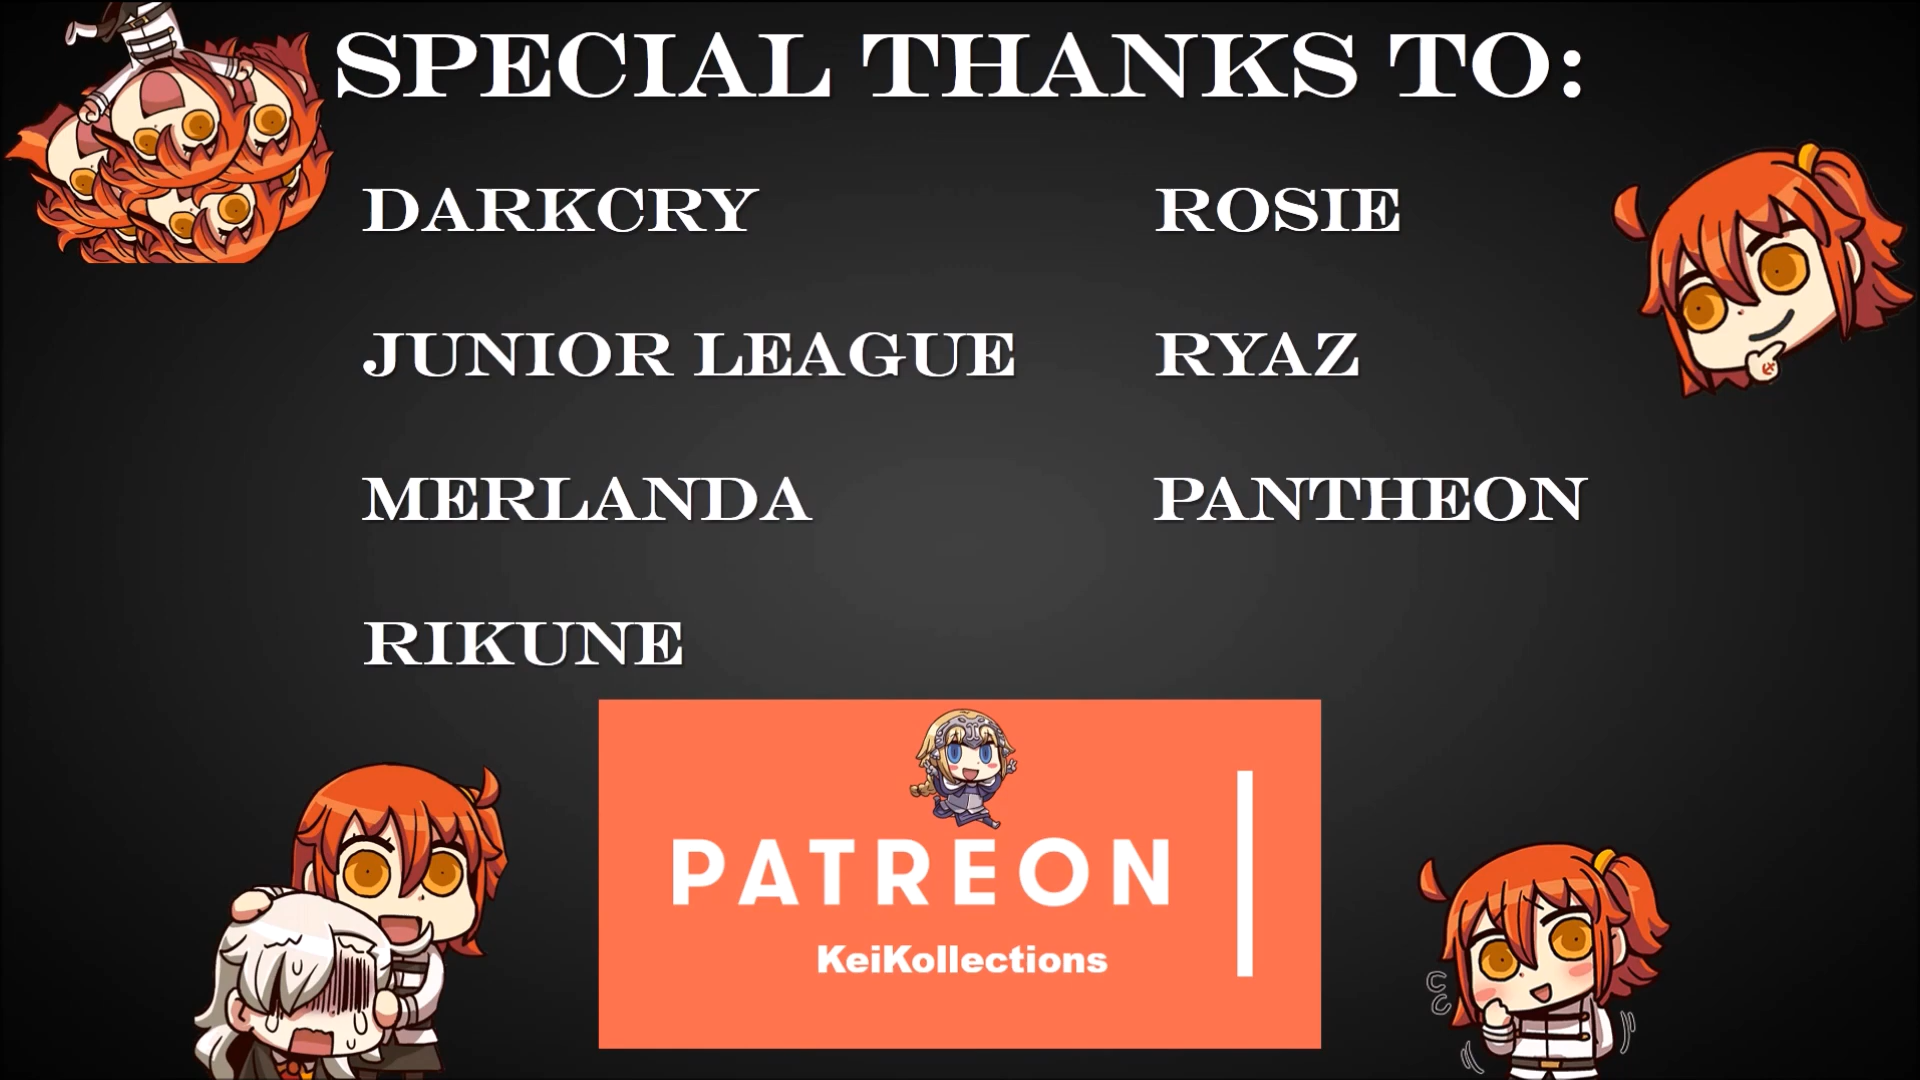 SPECIAL THANKS TO:
DARKCRY
JUNIOR LEAGUE
MERLANDA
RIKUNE
ROSIE
RYAZ
PANTHEON
PATREON
KeiKollections